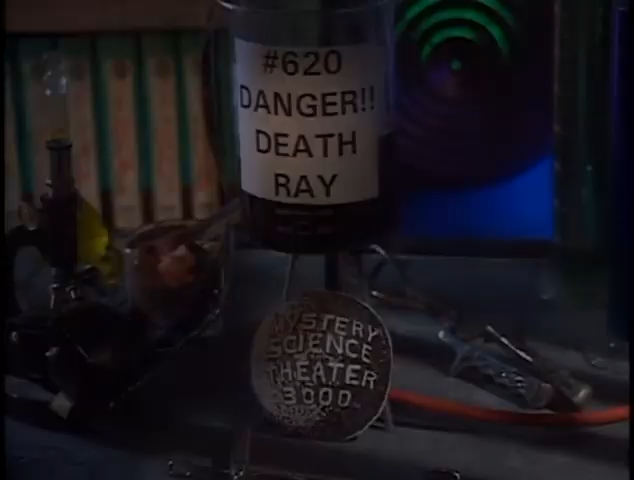 #620
DANGER!!
DEATH
RAY
MYSTERY
SCIENCE
THEATER
3000